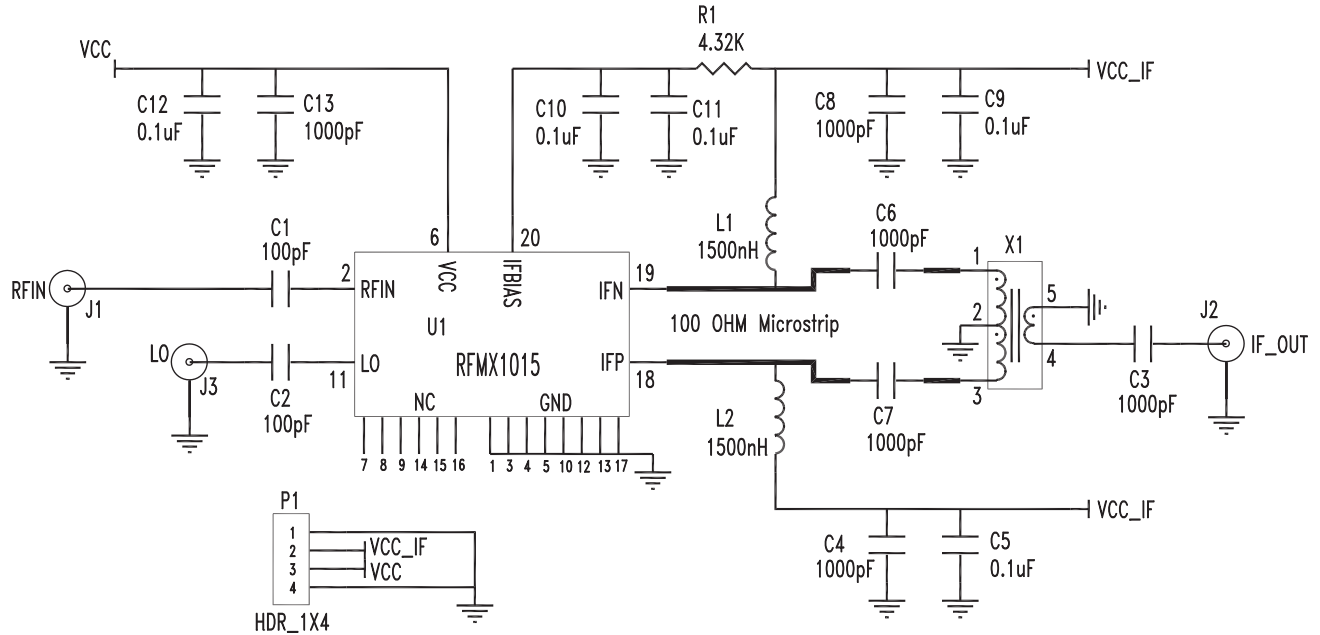 R1
4.32K
VCC
VCC_IF
C12
0.1uF
C13
1000pF
C10
0.1uF
C11
0.1uF
C8
1000pF
C9
0.1uF
C1
100pF
6
20
L1
1500nH
C6
1000pF
X1
RFIN
J1
2
RFIN
VCC
IFBIAS
IFN
19
1
2
5
4
3
J2
IF_OUT
U1
RFMX1015
100 OHM Microstrip
LO
J3
11
LO
IFP
18
C2
100pF
NC
GND
L2
1500nH
C7
1000pF
C3
1000pF
7 8 9 14 15 16 1 3 4 5 10 12 13 17
P1
1
2 VCC_IF
3 VCC
4
HDR_1X4
VCC_IF
C4
1000pF
C5
0.1uF